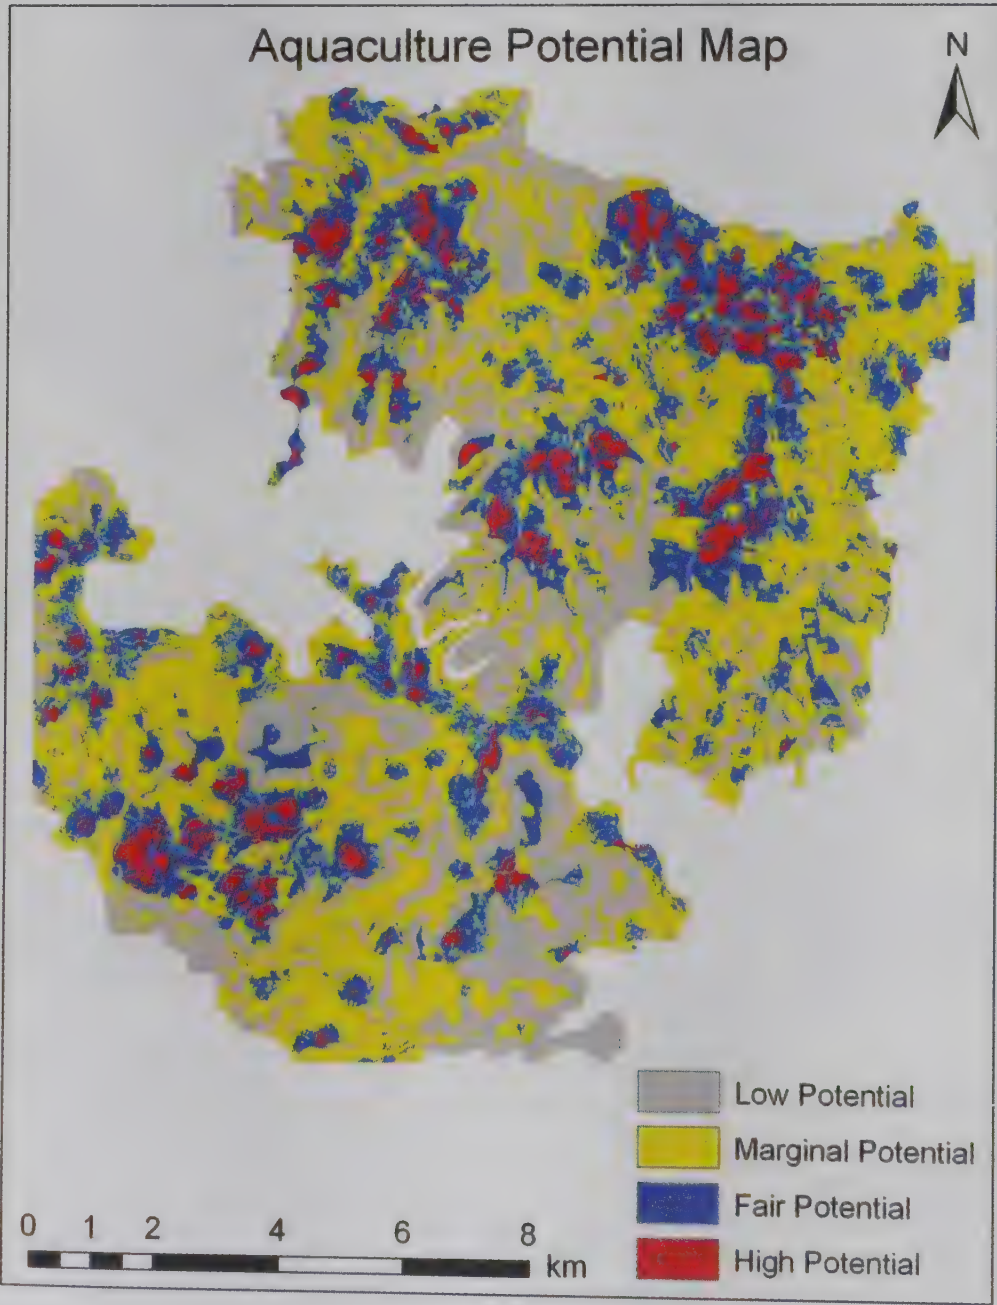 Aquaculture Potential Map
N
Low Potential
Marginal Potential
Fair Potential
High Potential
0 1 2 4 6 8
km